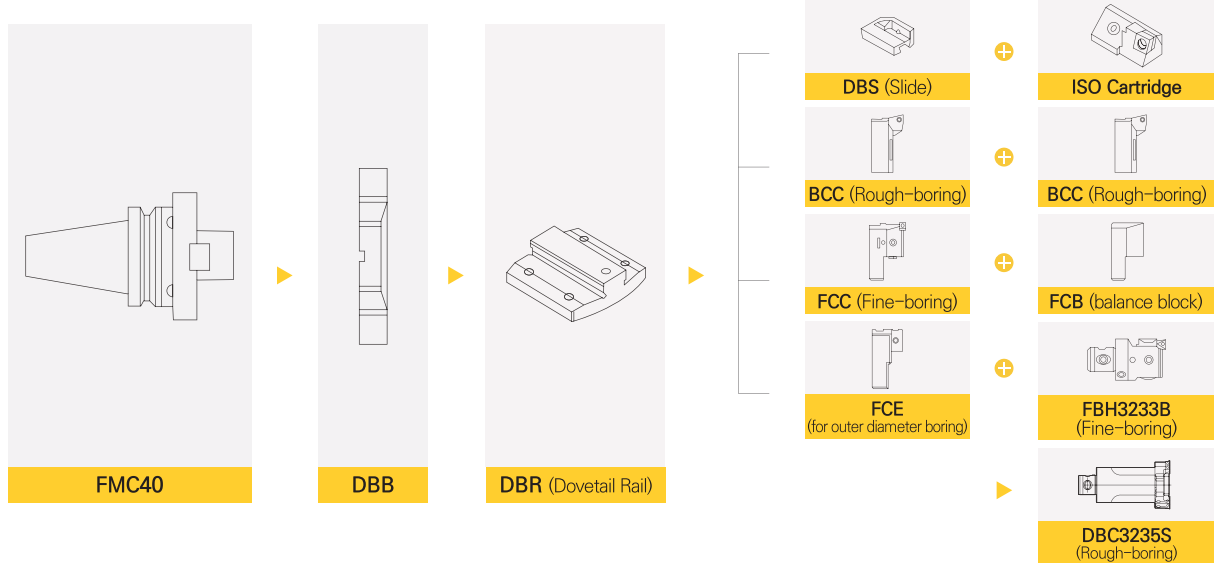 FMC40
DBB
DBR (Dovetail Rail)
DBS (Slide)
ISO Cartridge
BCC (Rough-boring)
BCC (Rough-boring)
FCC (Fine-boring)
FCB (balance block)
FCE
(for outer diameter boring)
FBH3233B
(Fine-boring)
DBC3235S
(Rough-boring)